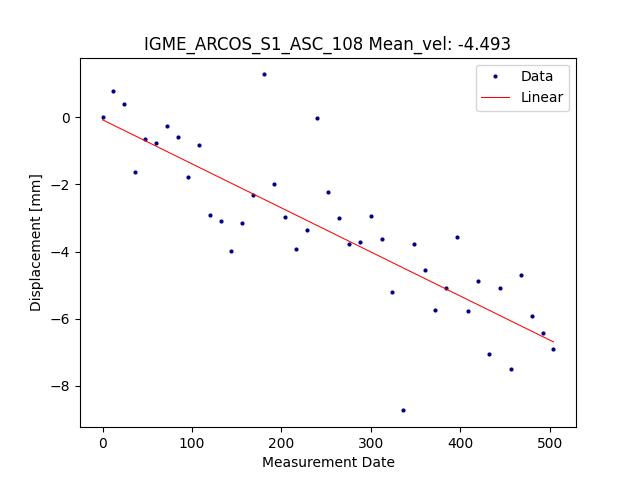 IGME_ARCOS_S1_ASC_108 Mean_vel: -4.493
Data
Linear
0
−2
−4
−6
−8
Displacement [mm]
0 100 200 300 400 500
Measurement Date